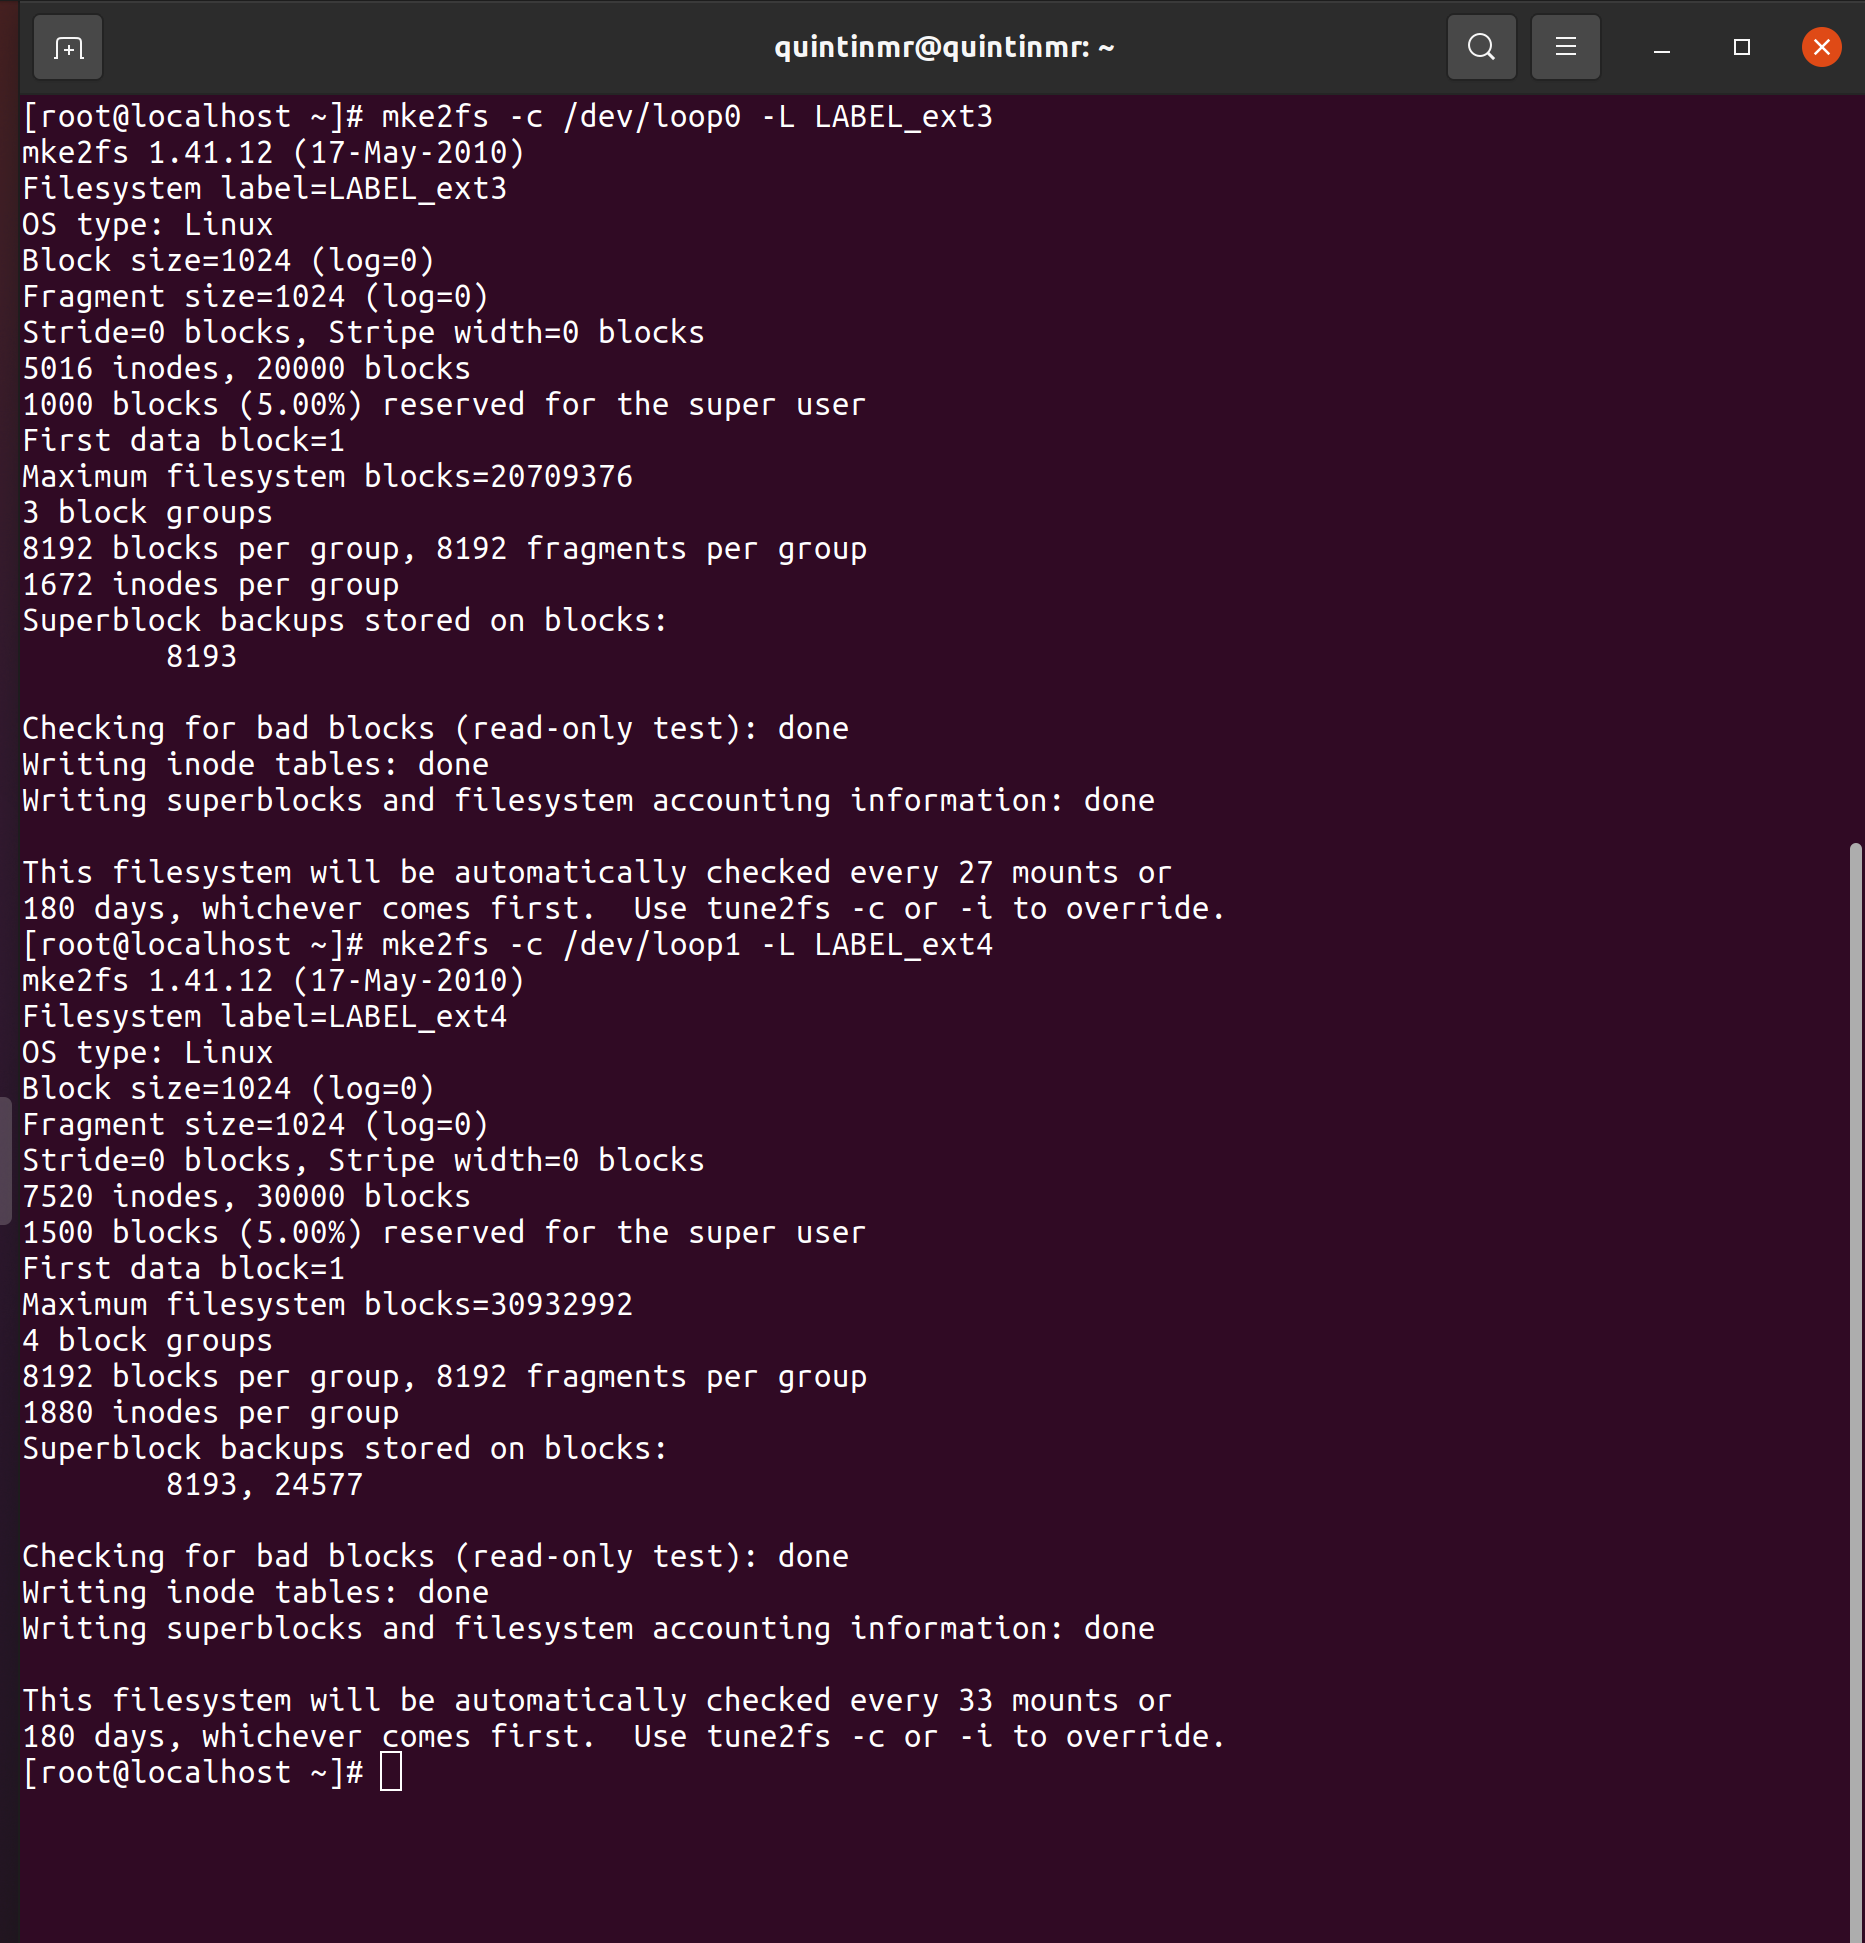 quintinmr@quintinmr: ~
[root@localhost ~]# mke2fs -c /dev/loop0 -L LABEL_ext3
mke2fs 1.41.12 (17-May-2010)
Filesystem label=LABEL_ext3
OS type: Linux
Block size=1024 (log=0)
Fragment size=1024 (log=0)
Stride=0 blocks, Stripe width=0 blocks
5016 inodes, 20000 blocks
1000 blocks (5.00%) reserved for the super user
First data block=1
Maximum filesystem blocks=20709376
3 block groups
8192 blocks per group, 8192 fragments per group
1672 inodes per group
Superblock backups stored on blocks:
        8193

Checking for bad blocks (read-only test): done
Writing inode tables: done
Writing superblocks and filesystem accounting information: done

This filesystem will be automatically checked every 27 mounts or
180 days, whichever comes first.  Use tune2fs -c or -i to override.
[root@localhost ~]# mke2fs -c /dev/loop1 -L LABEL_ext4
mke2fs 1.41.12 (17-May-2010)
Filesystem label=LABEL_ext4
OS type: Linux
Block size=1024 (log=0)
Fragment size=1024 (log=0)
Stride=0 blocks, Stripe width=0 blocks
7520 inodes, 30000 blocks
1500 blocks (5.00%) reserved for the super user
First data block=1
Maximum filesystem blocks=30932992
4 block groups
8192 blocks per group, 8192 fragments per group
1880 inodes per group
Superblock backups stored on blocks:
        8193, 24577

Checking for bad blocks (read-only test): done
Writing inode tables: done
Writing superblocks and filesystem accounting information: done

This filesystem will be automatically checked every 33 mounts or
180 days, whichever comes first.  Use tune2fs -c or -i to override.
[root@localhost ~]#